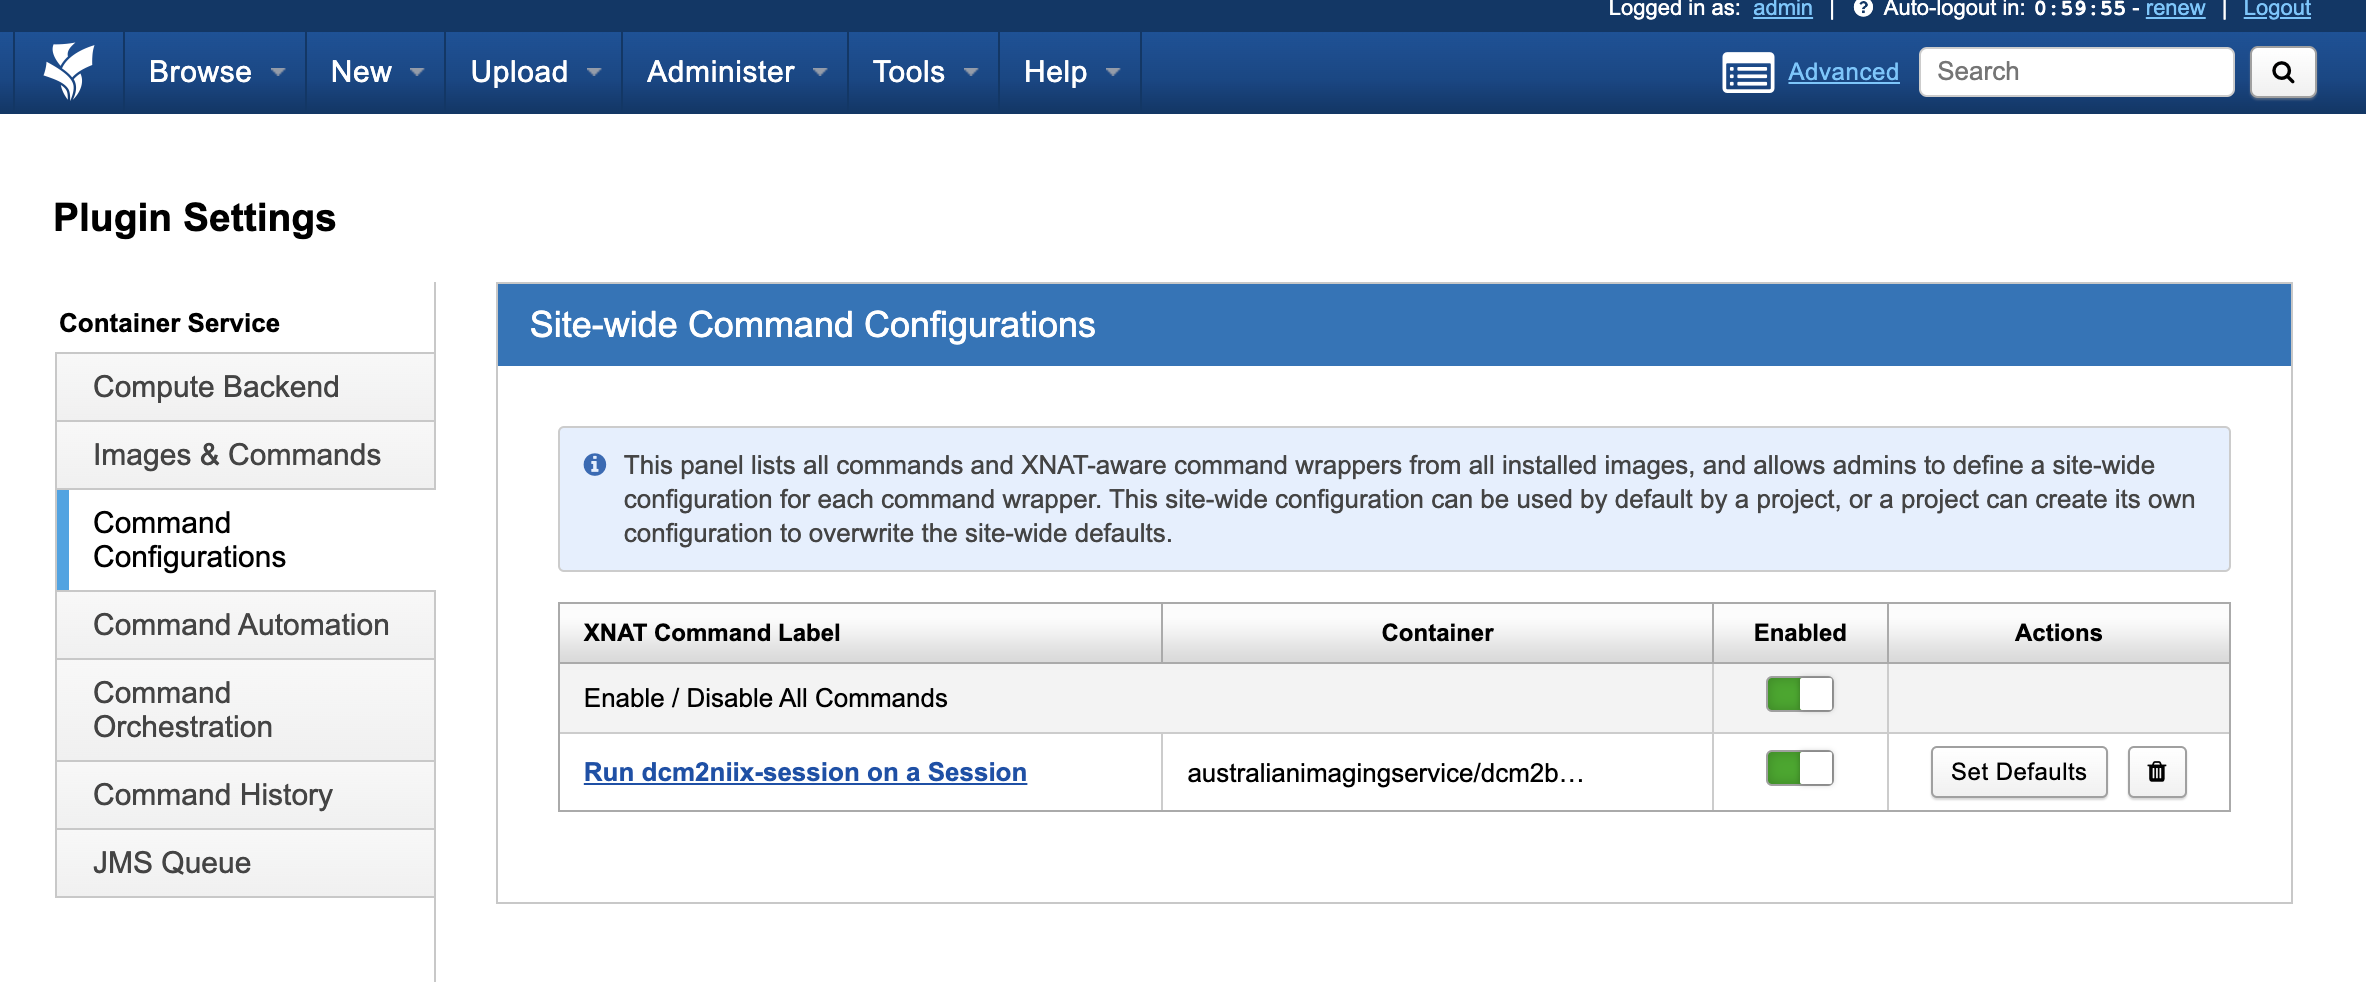 Logged in as: admin | Auto-logout in: 0:59:55 - renew | Logout
Browse New Upload Administer Tools Help Advanced Search
Plugin Settings
Container Service
Compute Backend
Images & Commands
Command
Configurations
Command Automation
Command
Orchestration
Command History
JMS Queue
Site-wide Command Configurations
This panel lists all commands and XNAT-aware command wrappers from all installed images, and allows admins to define a site-wide
configuration for each command wrapper. This site-wide configuration can be used by default by a project, or a project can create its own
configuration to overwrite the site-wide defaults.
XNAT Command Label Container Enabled Actions
Enable / Disable All Commands
Run dcm2niix-session on a Session australianimagingservice/dcm2b... Set Defaults